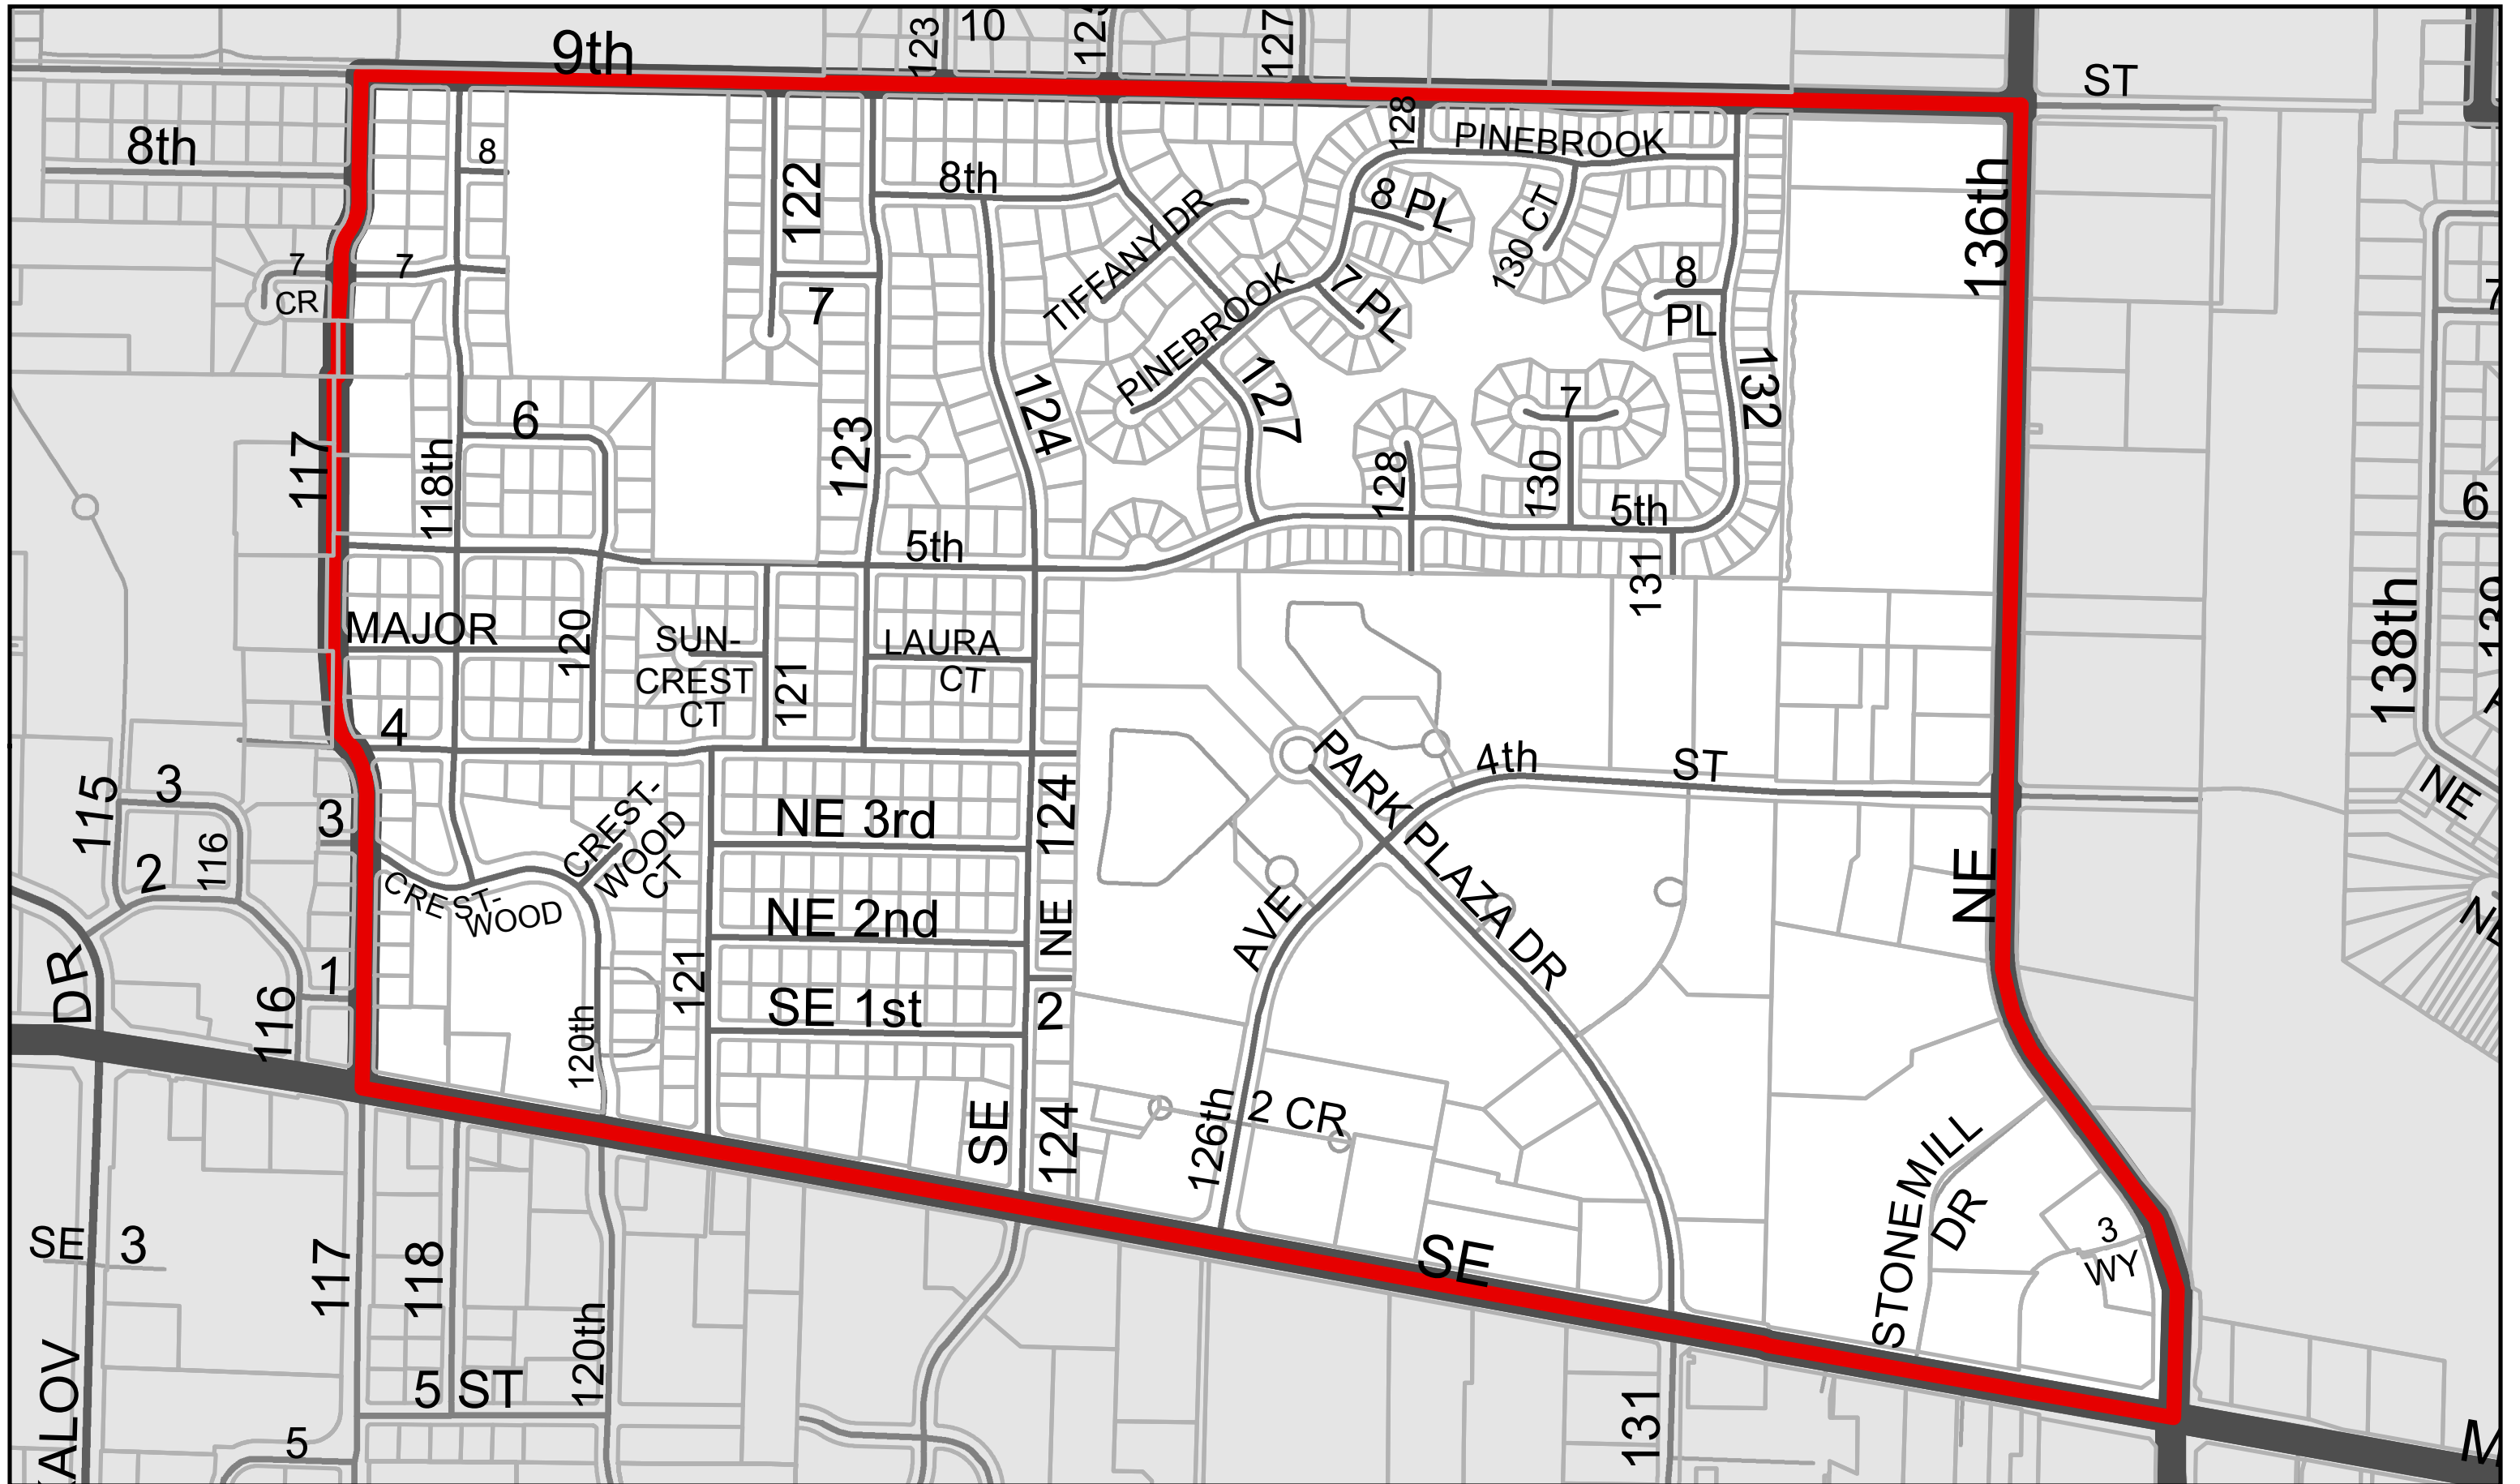 9th
123
10
127
ST
8th
8
122
8th
128
PINEBROOK
136th
8 PL
130 CT
TIFFANY DR
7
CR
7
7
PINEBROOK
7 PL
8
PL
132
6
117
118th
123
124
127
128
7
130
5th
6
5th
131
138th
139
MAJOR
120
SUN-
CREST
CT
121
LAURA
CT
4
4th
ST
PARK PLAZA DR
115
3
3
2
116
CREST-
WOOD
CT
NE 3rd
124
NE
NE
CREST-
WOOD
NE 2nd
NE
AVE
DR
1
116
121
120th
SE 1st
2
SE
124
126th
2 CR
STONEMILL
DR
3
WY
SE 3
117
118
SE
120th
5 ST
131
5